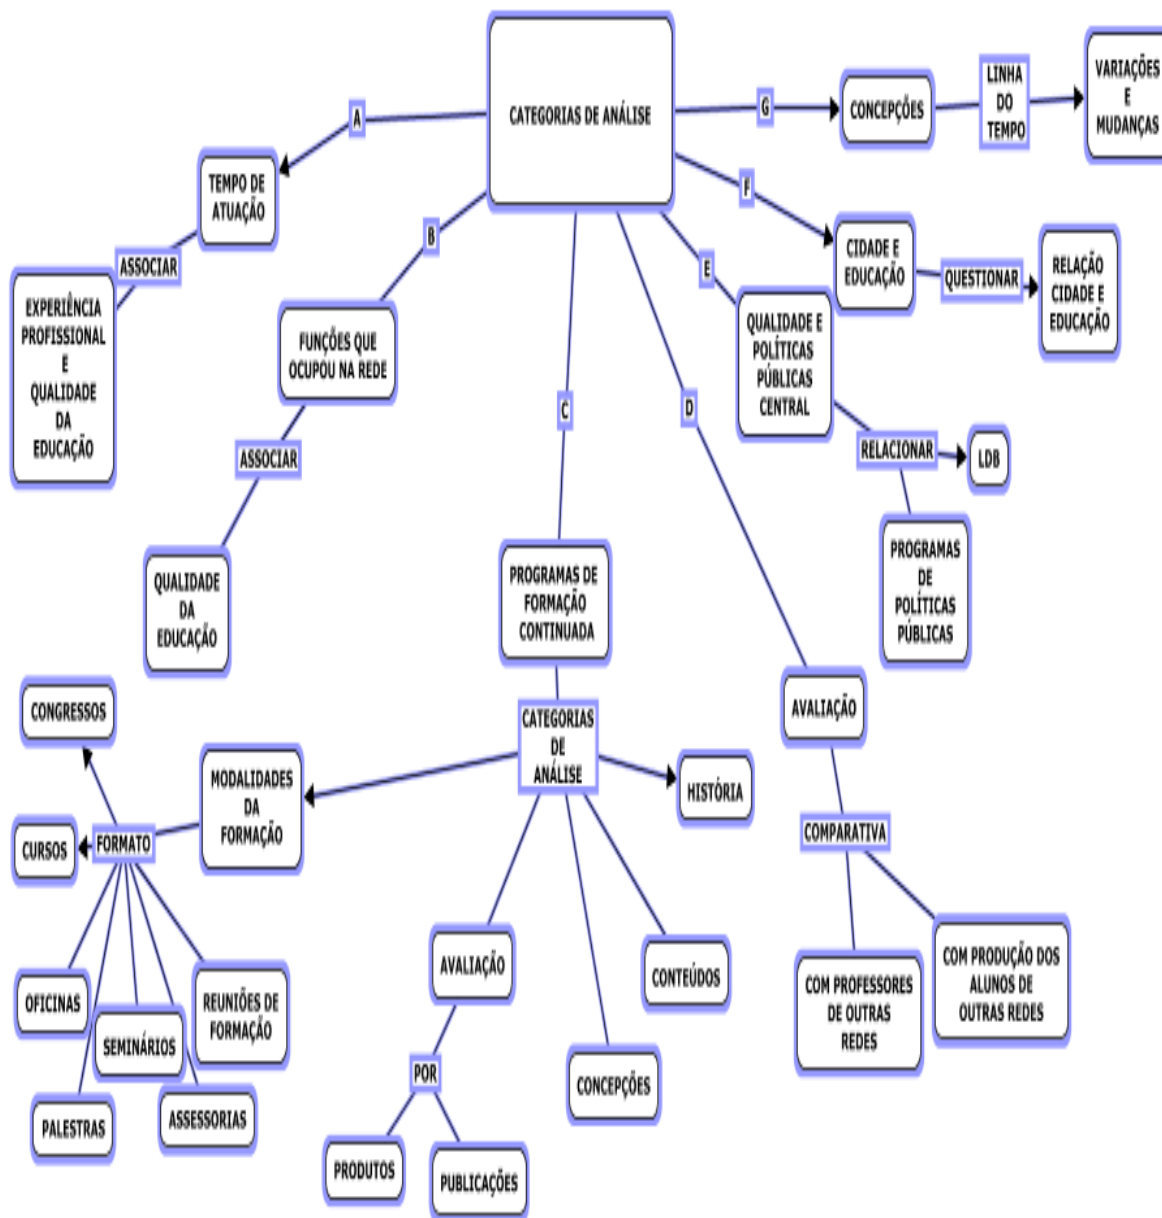 CATEGORIAS DE ANÁLISE
A
TEMPO DE
ATUAÇÃO
ASSOCIAR
EXPERIÊNCIA
PROFISSIONAL
E
QUALIDADE
DA
EDUCAÇÃO
B
FUNÇÕES QUE
OCUPOU NA REDE
ASSOCIAR
QUALIDADE
DA
EDUCAÇÃO
C
PROGRAMAS DE
FORMAÇÃO
CONTINUADA
CATEGORIAS
DE
ANÁLISE
MODALIDADES
DA
FORMAÇÃO
FORMATO
CONGRESSOS
CURSOS
OFICINAS
PALESTRAS
SEMINÁRIOS
ASSESSORIAS
REUNIÕES DE
FORMAÇÃO
AVALIAÇÃO
POR
PRODUTOS
PUBLICAÇÕES
CONCEPÇÕES
CONTEÚDOS
HISTÓRIA
D
AVALIAÇÃO
COMPARATIVA
COM PROFESSORES
DE OUTRAS
REDES
COM PRODUÇÃO DOS
ALUNOS DE
OUTRAS REDES
E
QUALIDADE E
POLÍTICAS
PÚBLICAS
CENTRAL
RELACIONAR
LDB
PROGRAMAS
DE
POLÍTICAS
PÚBLICAS
F
CIDADE E
EDUCAÇÃO
QUESTIONAR
RELAÇÃO
CIDADE E
EDUCAÇÃO
G
CONCEPÇÕES
LINHA
DO
TEMPO
VARIAÇÕES
E
MUDANÇAS